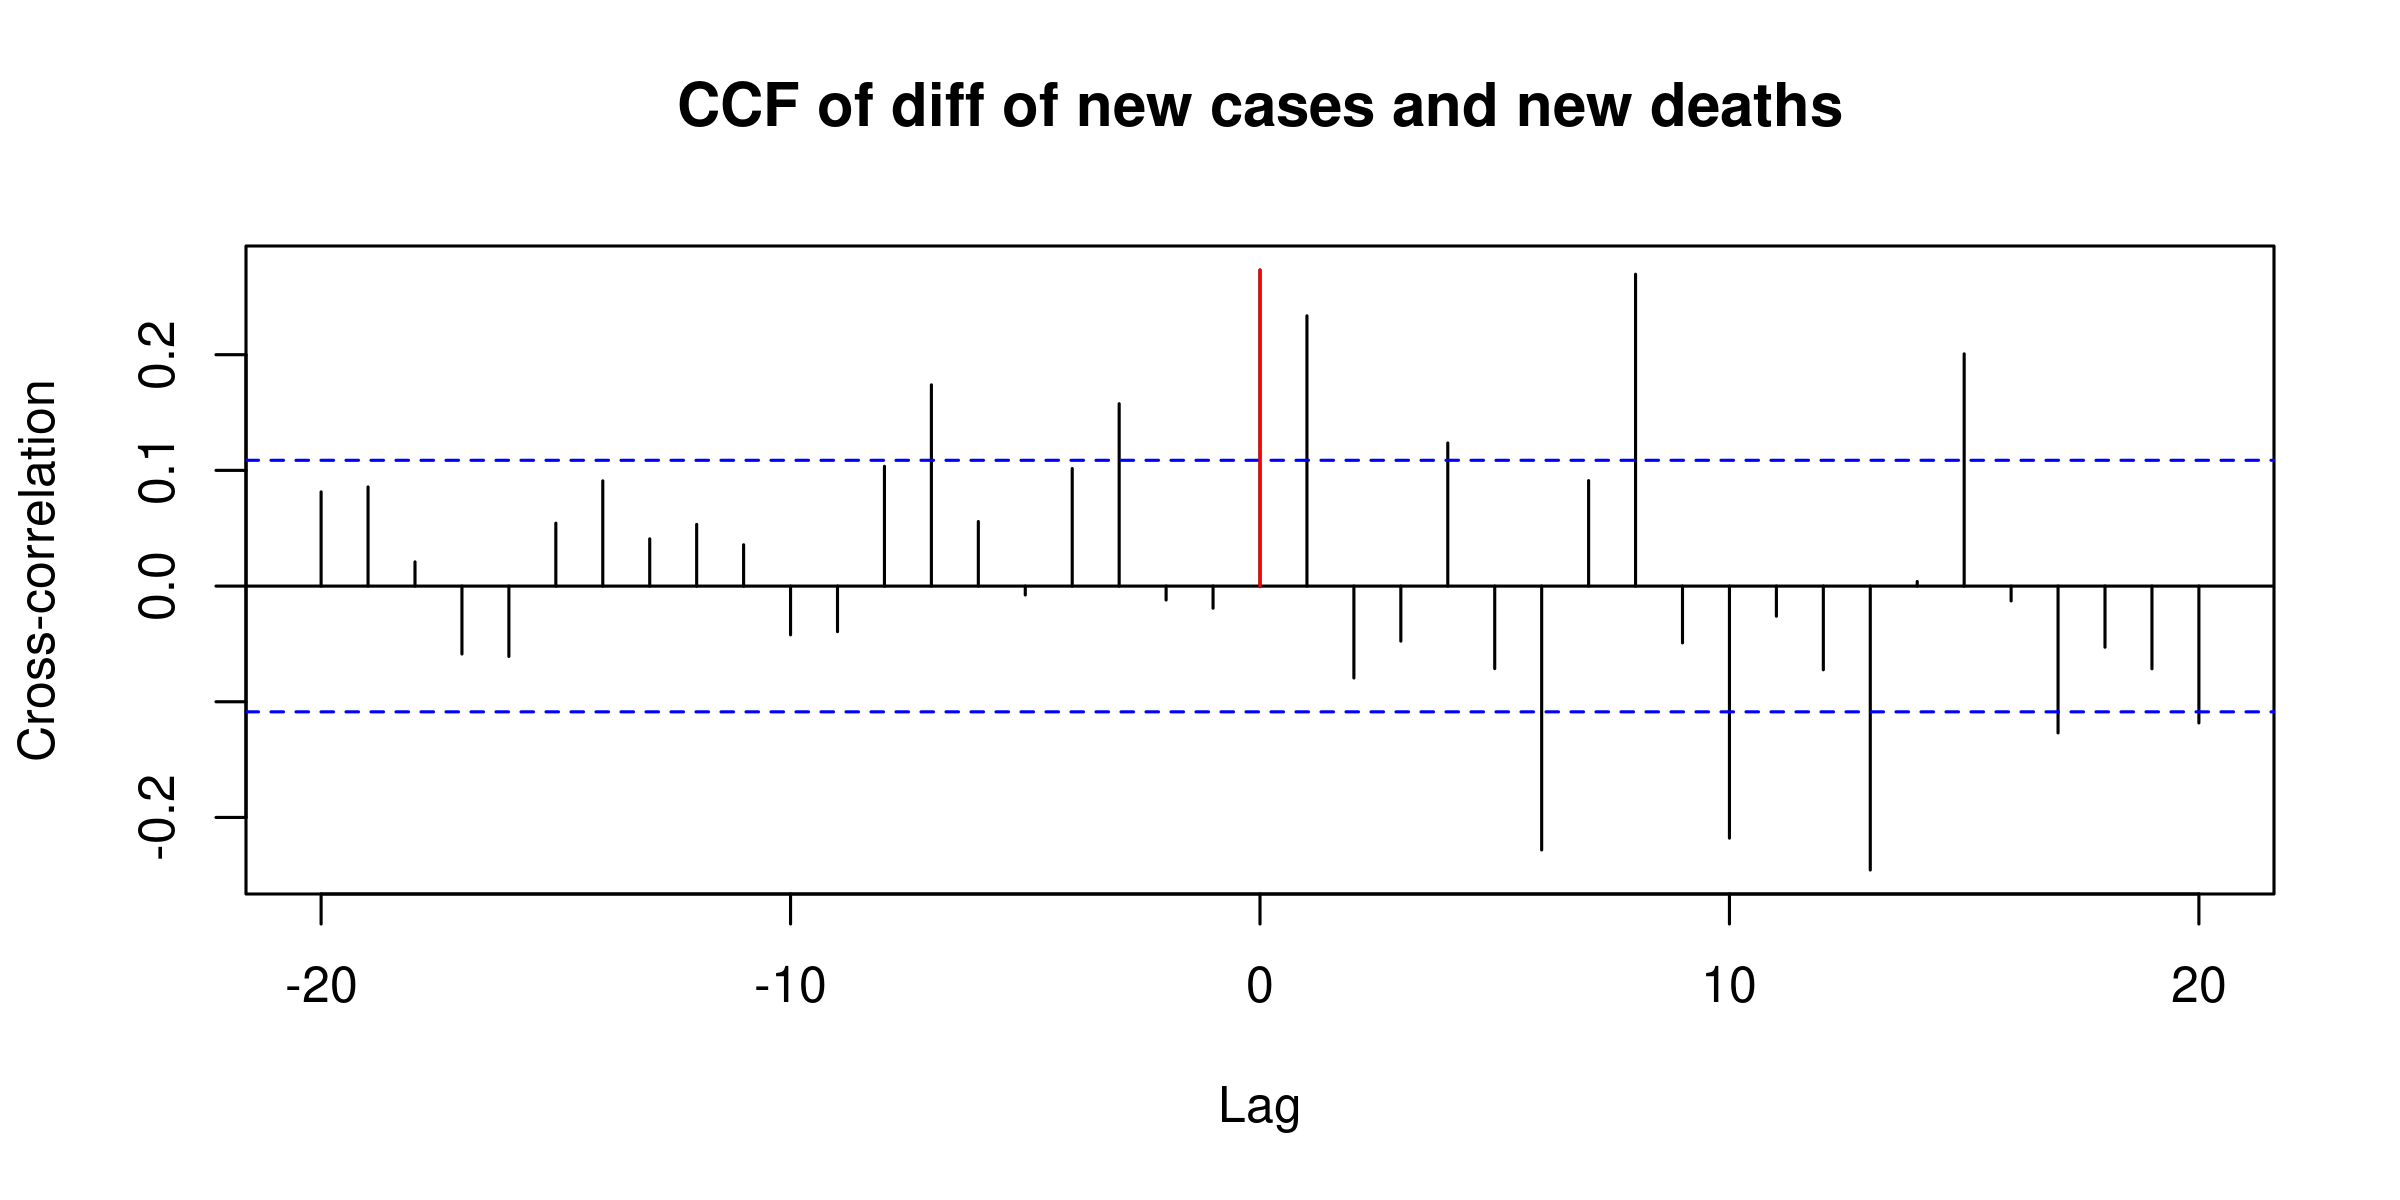 CCF of diff of new cases and new deaths
Cross-correlation
0.2
0.1
0.0
-0.2
-20 -10 0 10 20
Lag